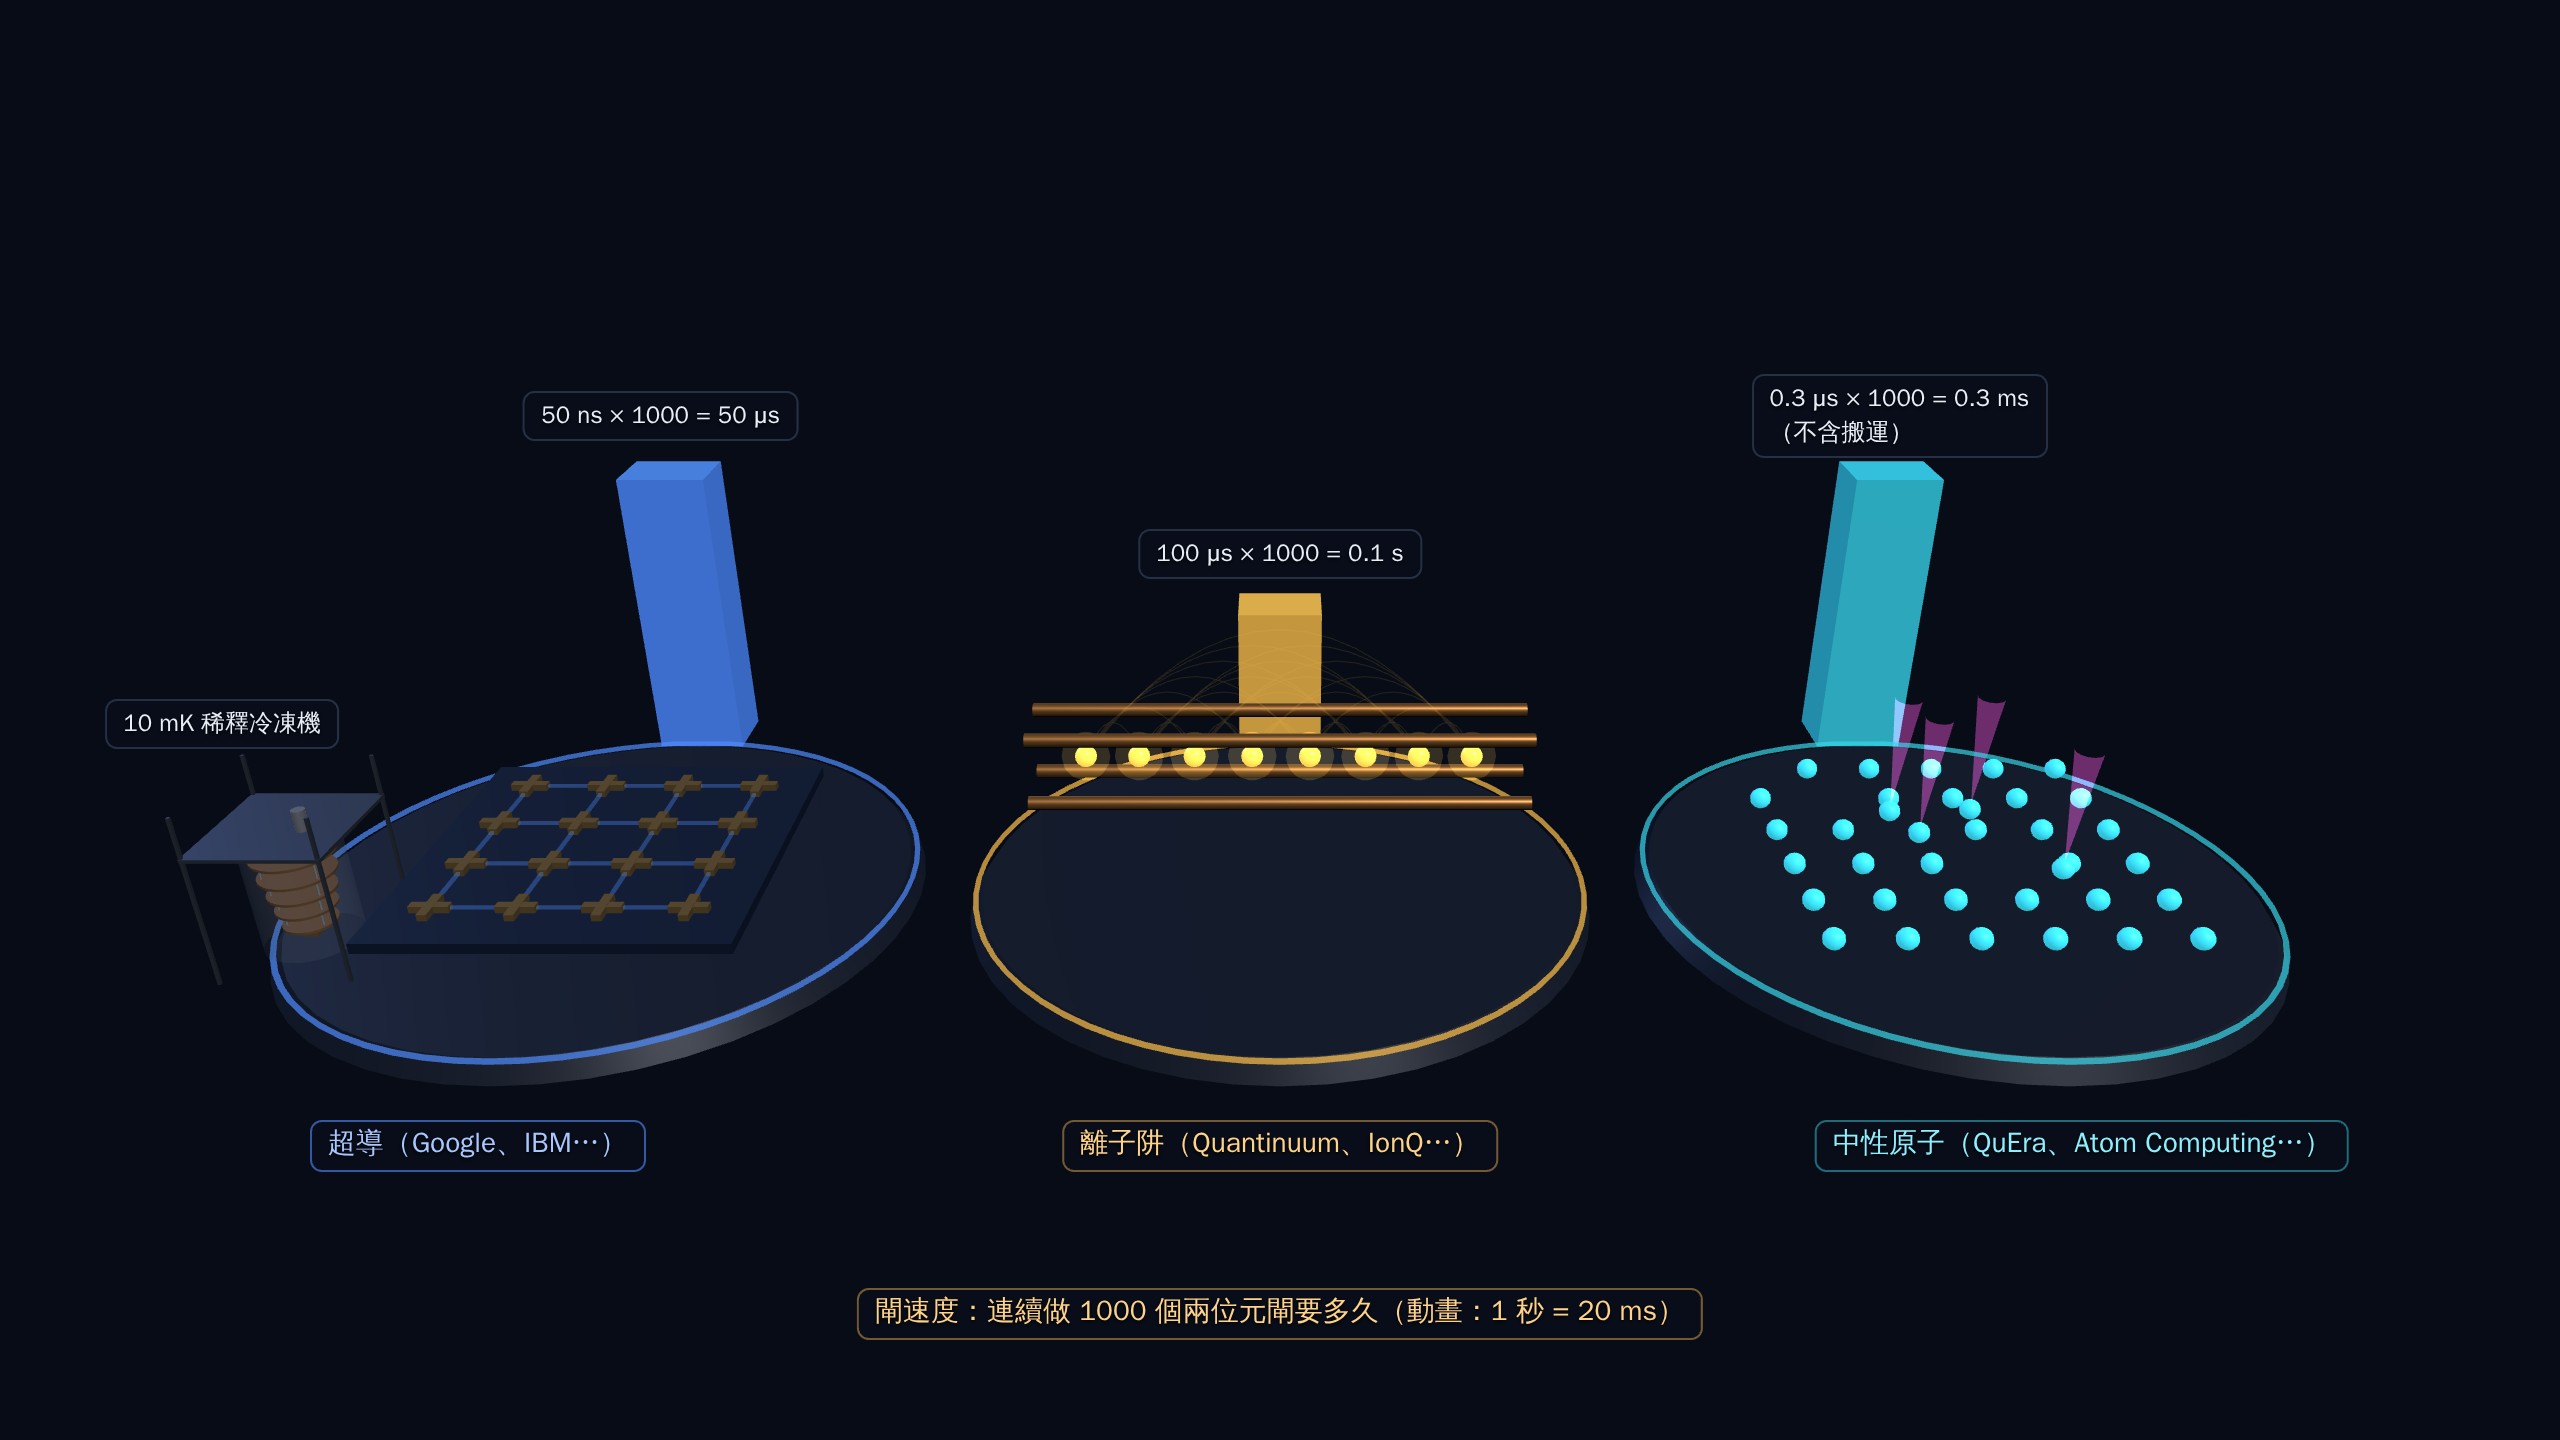 50 ns × 1000 = 50 μs
0.3 μs × 1000 = 0.3 ms
（不含搬運）
100 μs × 1000 = 0.1 s
10 mK 稀釋冷凍機
超導（Google、IBM⋯）
離子阱（Quantinuum、IonQ⋯）
中性原子（QuEra、Atom Computing⋯）
閘速度：連續做 1000 個兩位元閘要多久（動畫：1 秒 = 20 ms）